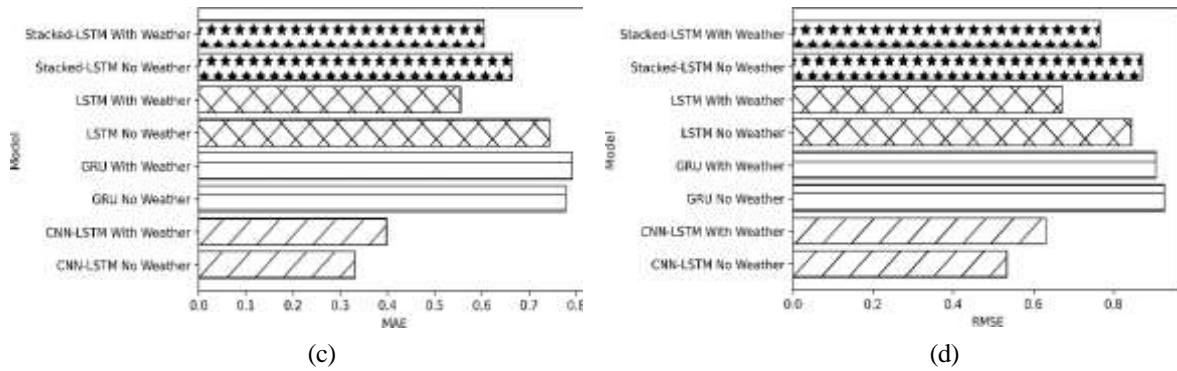 Stacked-LSTM With Weather
Stacked-LSTM No Weather
LSTM With Weather
LSTM No Weather
GRU With Weather
GRU No Weather
CNN-LSTM With Weather
CNN-LSTM No Weather
Model
0.0 0.1 0.2 0.3 0.4 0.5 0.6 0.7 0.8
MAE
(c)
Stacked-LSTM With Weather
Stacked-LSTM No Weather
LSTM With Weather
LSTM No Weather
GRU With Weather
GRU No Weather
CNN-LSTM With Weather
CNN-LSTM No Weather
Model
0.0 0.2 0.4 0.6 0.8
RMSE
(d)